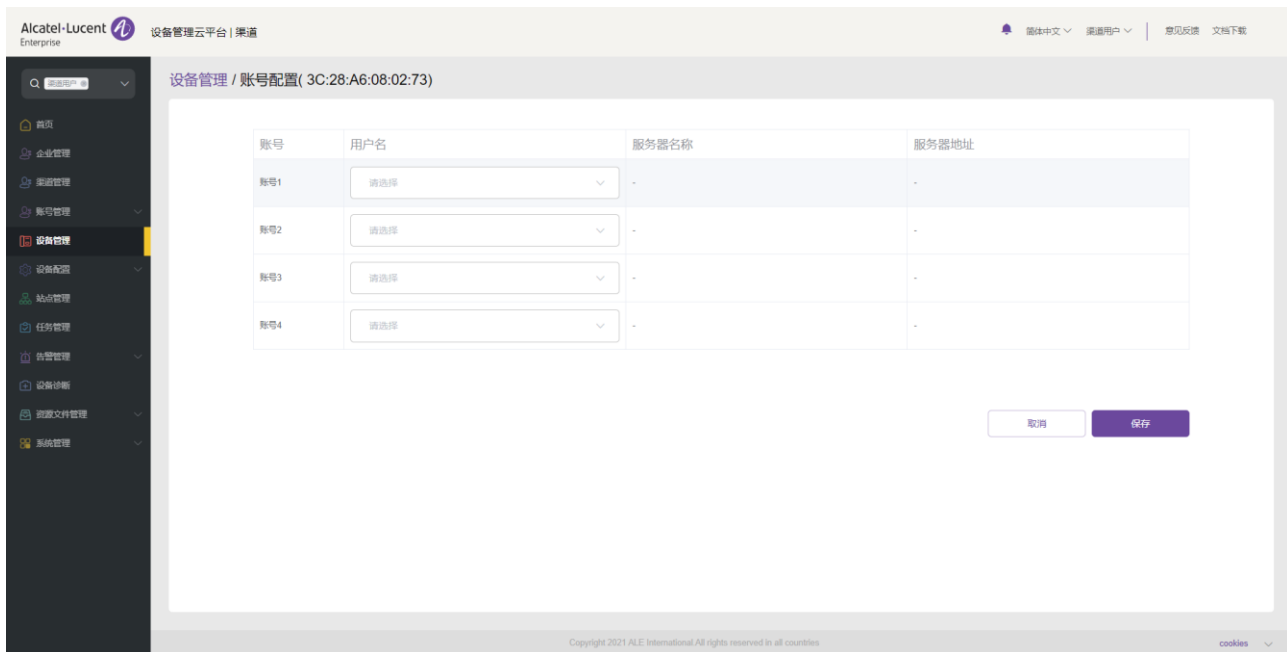 Alcatel·Lucent
Enterprise
设备管理云平台 | 渠道
简体中文
渠道用户
意见反馈
文档下载
渠道用户
设备管理 / 账号配置( 3C:28:A6:08:02:73)
首页
企业管理
渠道管理
账号管理
设备管理
设备配置
站点管理
任务管理
告警管理
设备诊断
资源文件管理
系统管理
账号 用户名 服务器名称 服务器地址
账号1 请选择 - -
账号2 请选择 - -
账号3 请选择 - -
账号4 请选择 - -
取消 保存
Copyright 2021 ALE International.All rights reserved in all countries
cookies